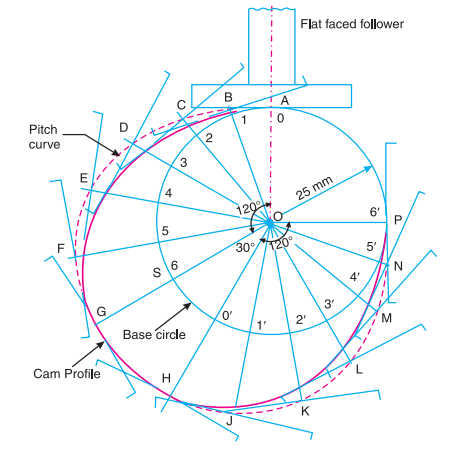 Flat faced follower
A
B
C
1
0
2
D
Pitch
curve
3
25 mm
E
4
120°
O
6′
P
5
30°
120°
5′
F
N
S
6
4′
M
3′
G
Base circle
0′
1′
2′
L
Cam Profile
H
J
K